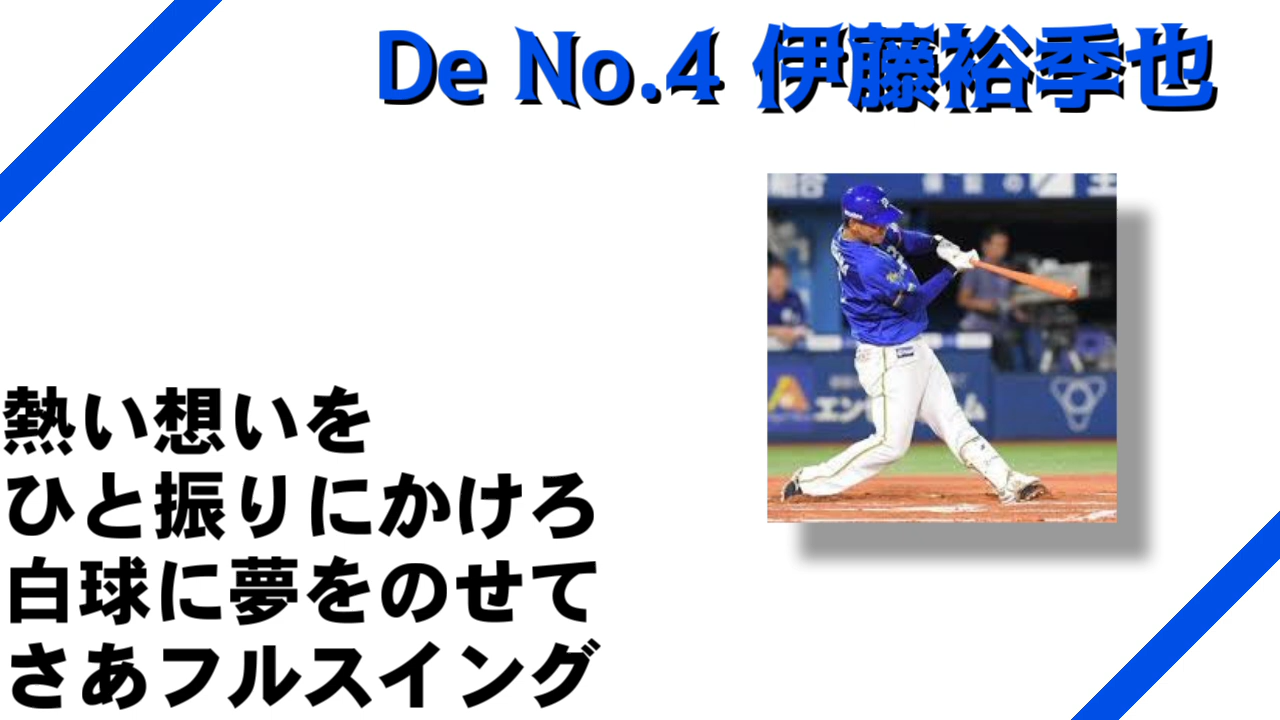 De No.4 伊藤裕季也
熱い想いを
ひと振りにかけろ
白球に夢をのせて
さあフルスイング